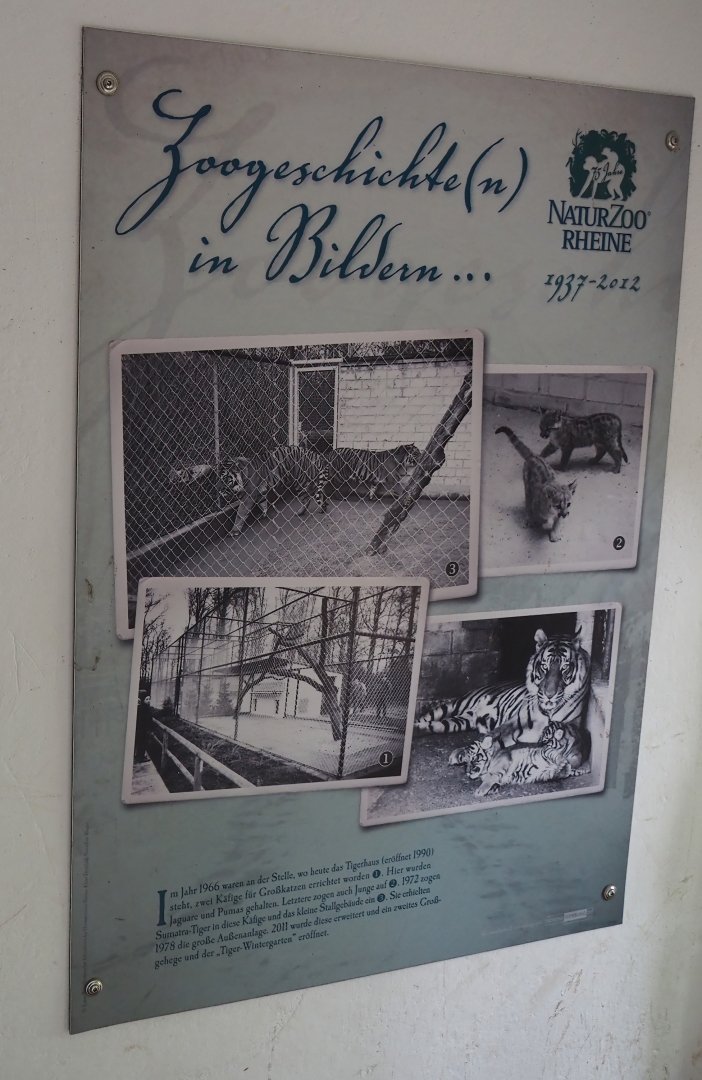 Zoogeschichte(n)
in Bildern...
75 Jahre
NATURZOO®
RHEINE
1937-2012
3
2
1
Im Jahr 1966 waren an der Stelle, wo heute das Tigerhaus (eröffnet 1990)
steht, zwei Käfige für Großkatzen errichtet worden 1. Hier wurden
Jaguare und Pumas gehalten. Letztere zogen auch Junge auf 2. 1972 zogen
Sumatra-Tiger in diese Käfige und das kleine Stallgebäude ein 3. Sie erhielten
1978 die große Außenanlage. 2011 wurde diese erweitert und ein zweites Groß-
gehege und der „Tiger-Wintergarten" eröffnet.